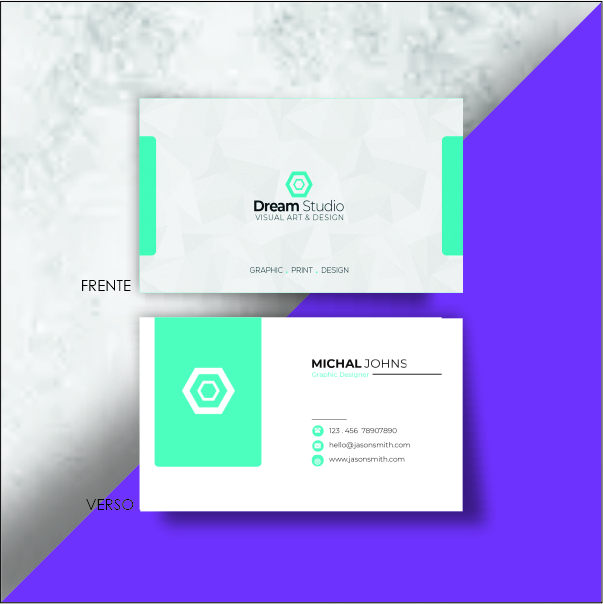 Dream Studio
VISUAL ART & DESIGN
GRAPHIC . PRINT . DESIGN
FRENTE
MICHAL JOHNS
Graphic Designer
123 . 456 78907890
hello@jasonsmith.com
www.jasonsmith.com
VERSO